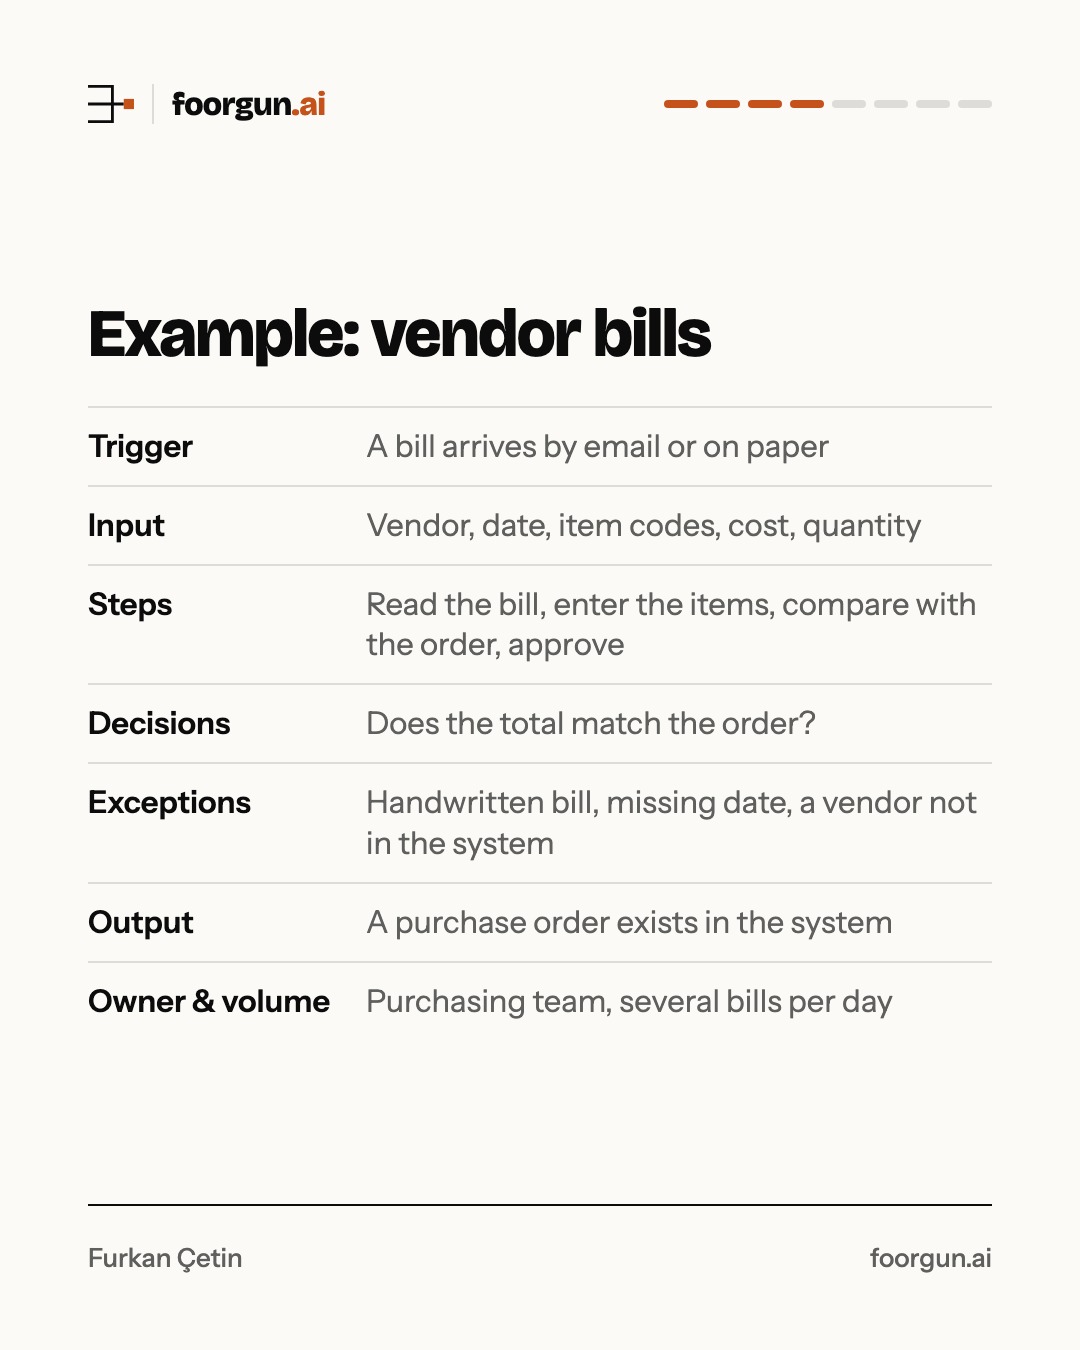 foorgun.ai
Example: vendor bills
Trigger
A bill arrives by email or on paper
Input
Vendor, date, item codes, cost, quantity
Steps
Read the bill, enter the items, compare with
the order, approve
Decisions
Does the total match the order?
Exceptions
Handwritten bill, missing date, a vendor not
in the system
Output
A purchase order exists in the system
Owner & volume
Purchasing team, several bills per day
Furkan Çetin
foorgun.ai